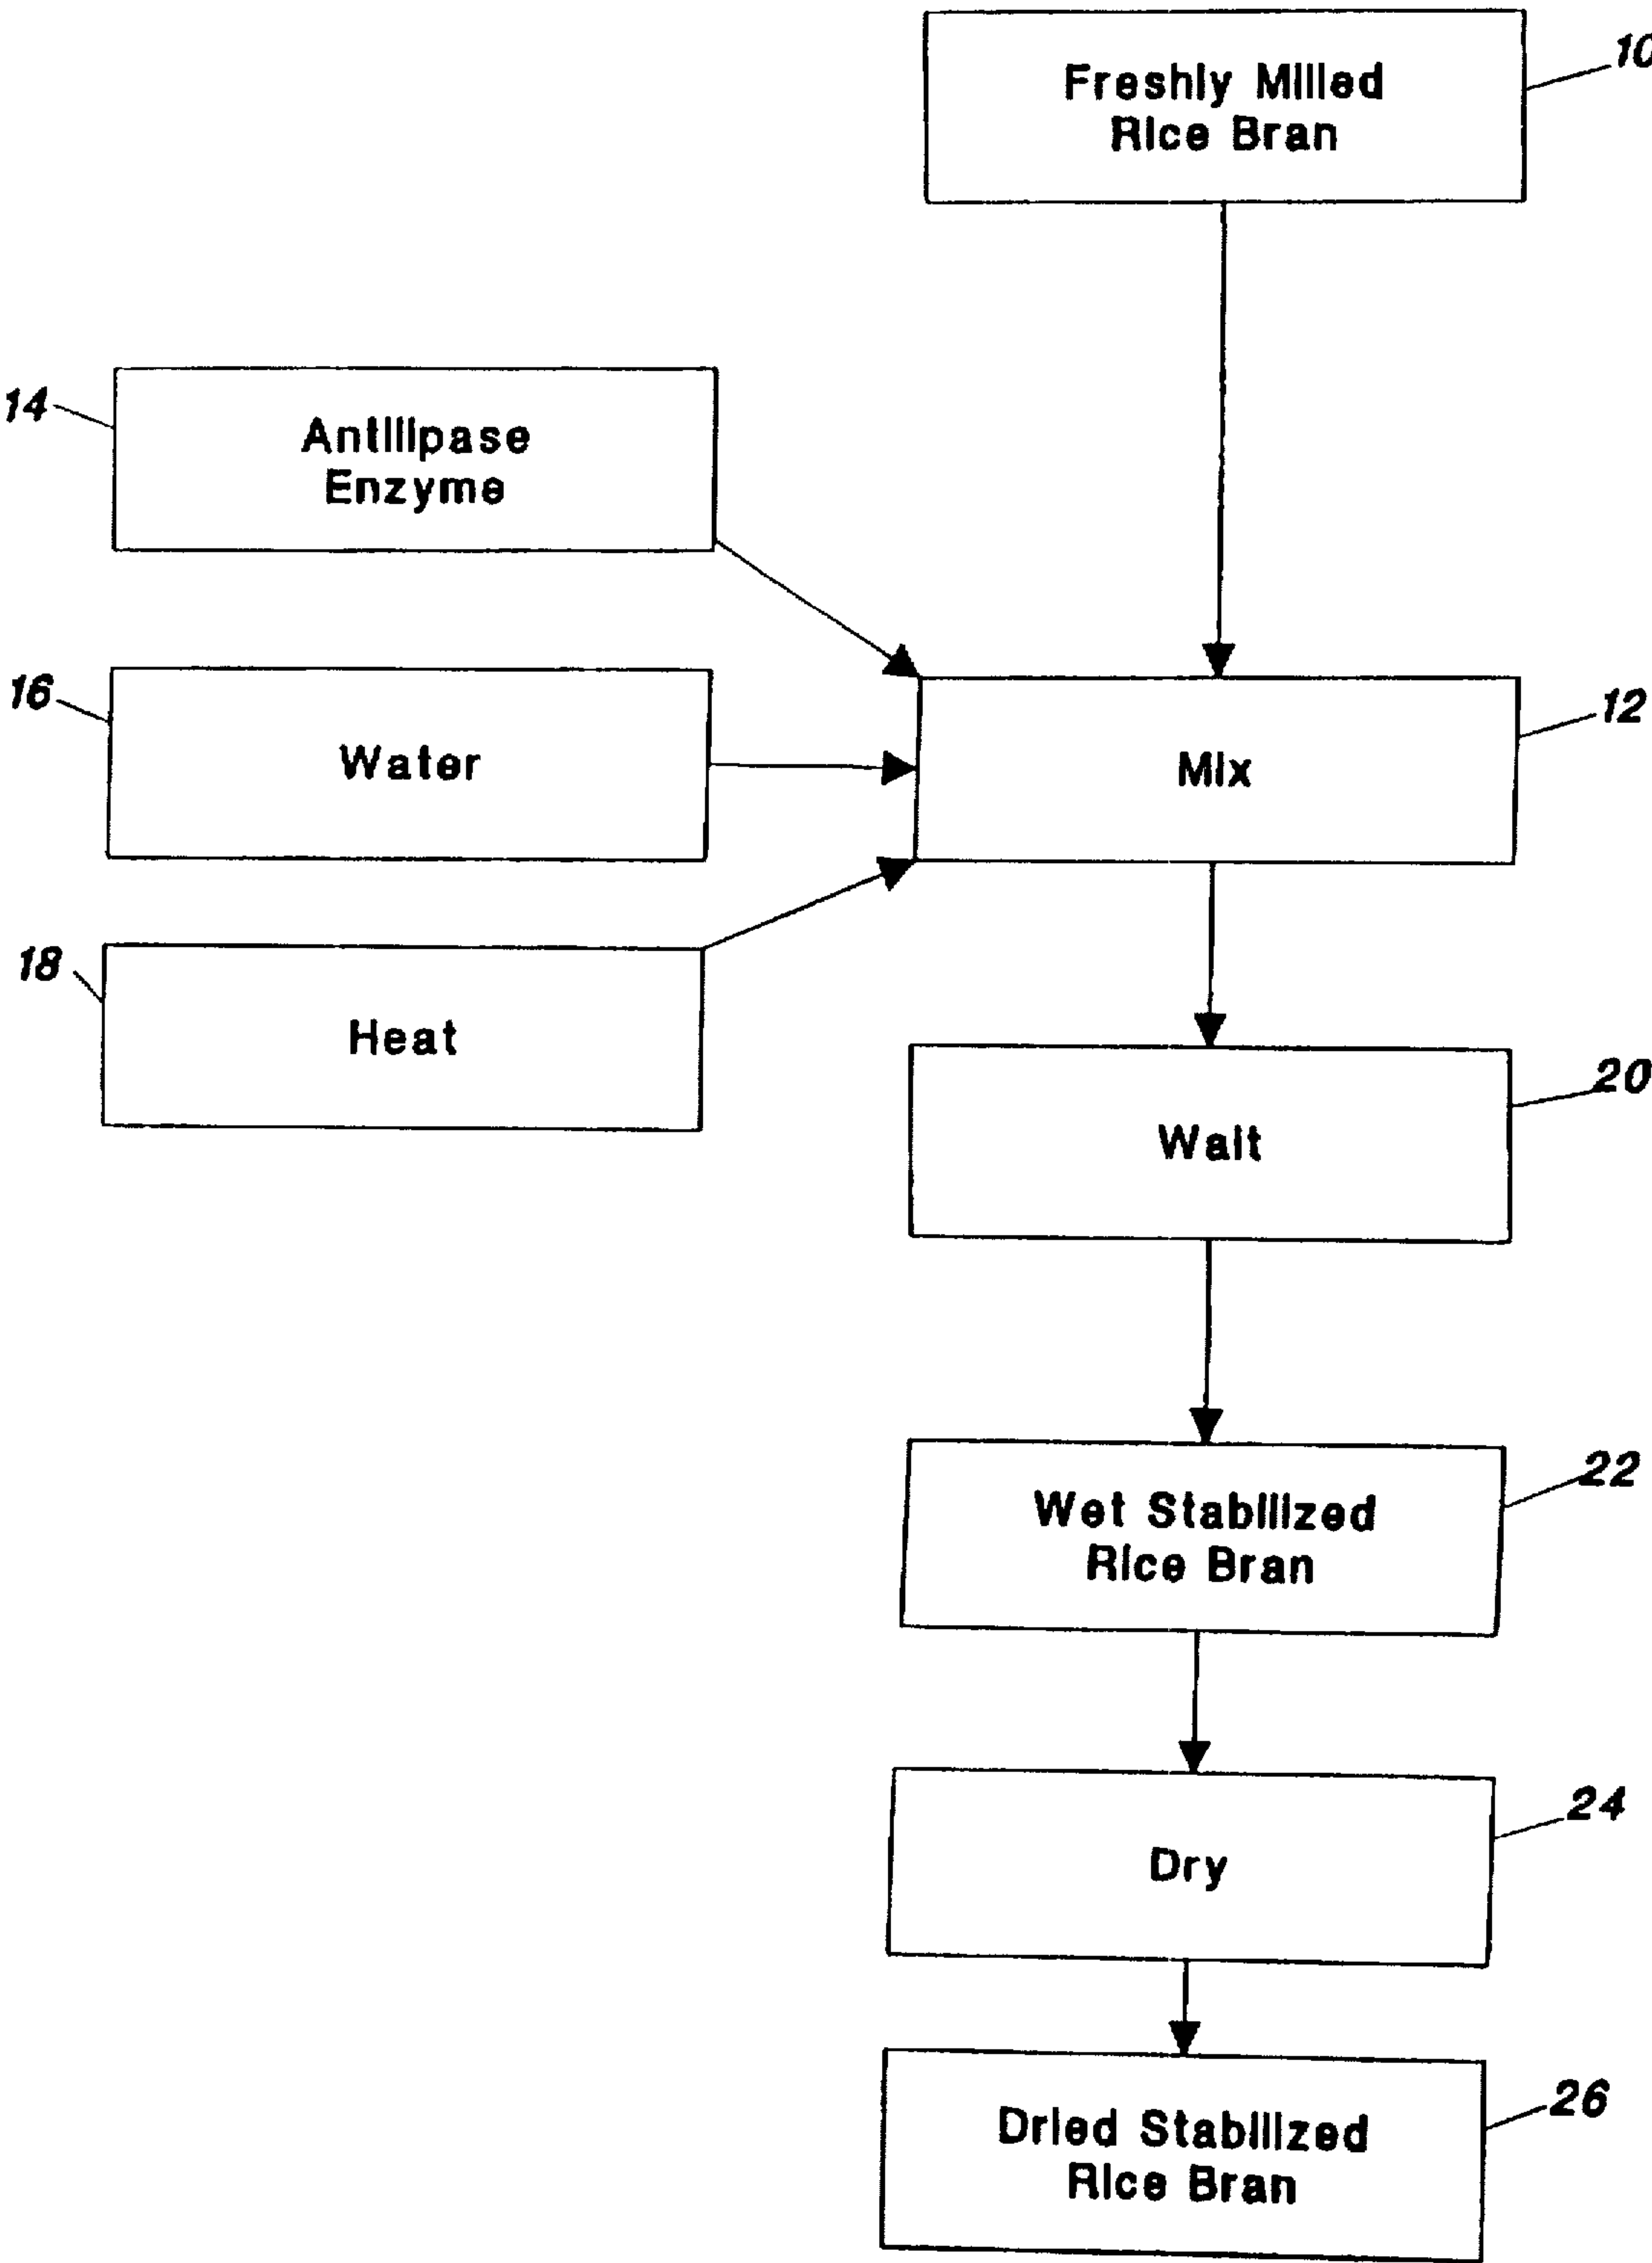 Freshly Milled
Rice Bran
10
14
Antilipase
Enzyme
16
Water
12
Mix
18
Heat
20
Wait
22
Wet Stabilized
Rice Bran
24
Dry
26
Dried Stabilized
Rice Bran